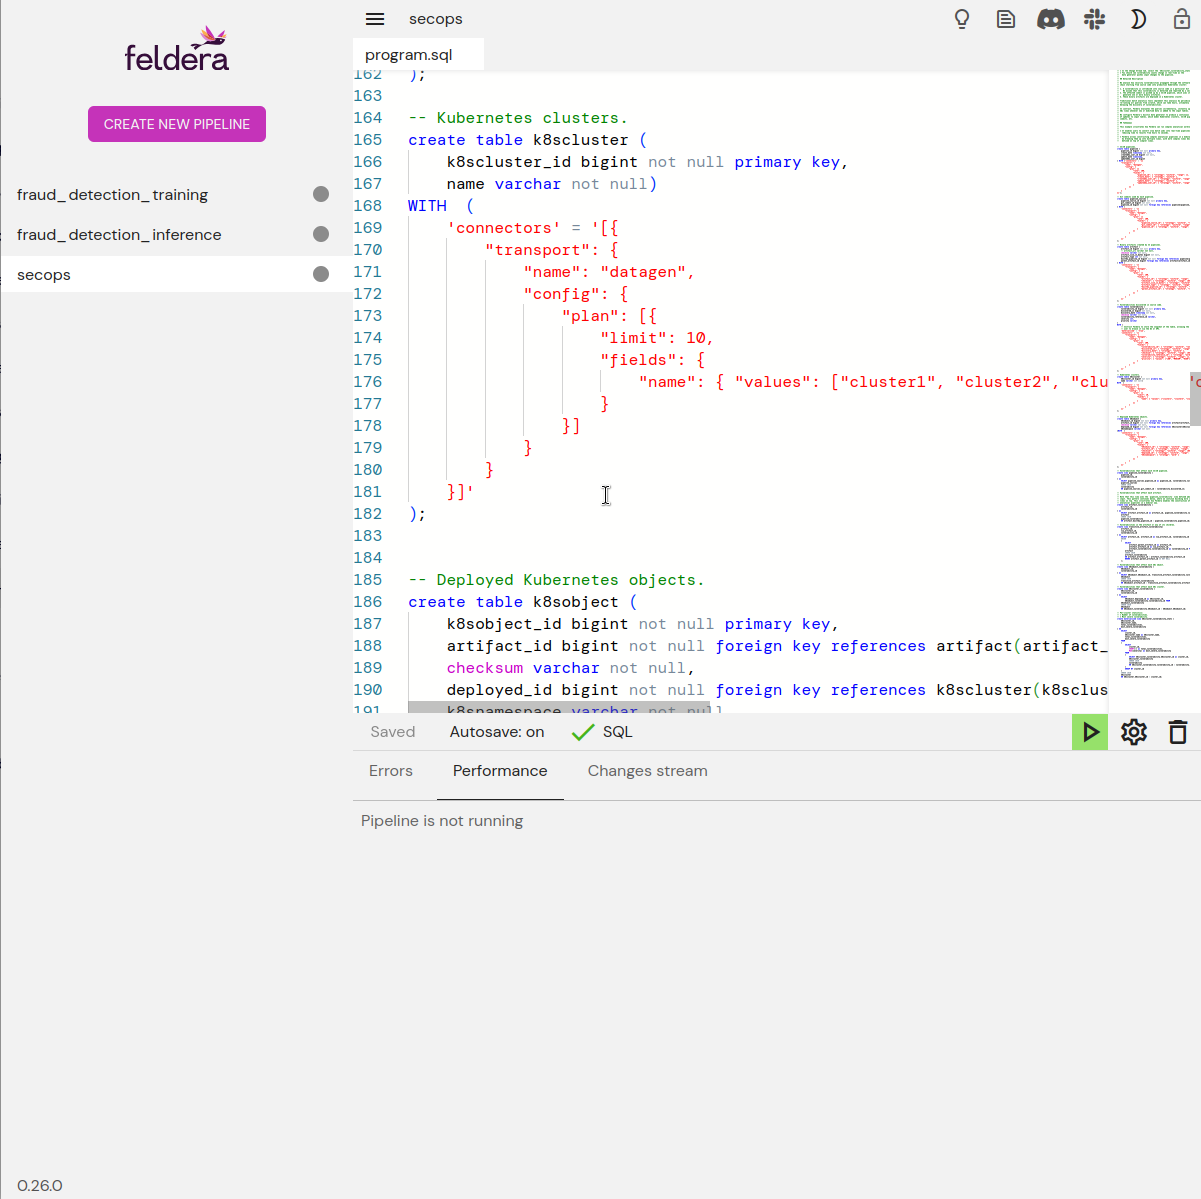 feldera
CREATE NEW PIPELINE
fraud_detection_training
fraud_detection_inference
secops
0.26.0
secops
program.sql
162 );
163
164 -- Kubernetes clusters.
165 create table k8scluster (
166 k8scluster_id bigint not null primary key,
167 name varchar not null)
168 WITH (
169 'connectors' = '[{
170 "transport": {
171 "name": "datagen",
172 "config": {
173 "plan": [{
174 "limit": 10,
175 "fields": {
176 "name": { "values": ["cluster1", "cluster2", "clu
177 }
178 }]
179 }
180 }
181 }]'
182 );
183
184
185 -- Deployed Kubernetes objects.
186 create table k8sobject (
187 k8sobject_id bigint not null primary key,
188 artifact_id bigint not null foreign key references artifact(artifact_
189 checksum varchar not null,
190 deployed_id bigint not null foreign key references k8scluster(k8sclus
191 k8snamespace varchar not null
Saved Autosave: on SQL
Errors Performance Changes stream
Pipeline is not running